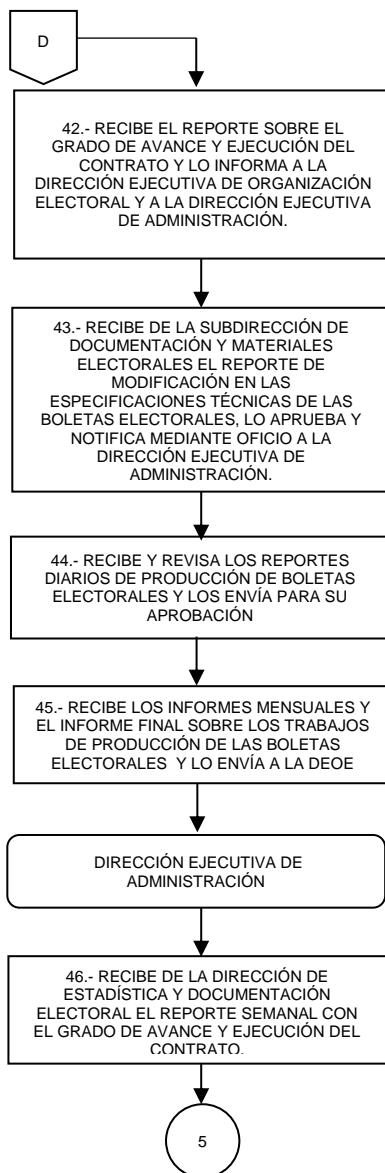 D
42.- RECIBE EL REPORTE SOBRE EL
GRADO DE AVANCE Y EJECUCIÓN DEL
CONTRATO Y LO INFORMA A LA
DIRECCIÓN EJECUTIVA DE ORGANIZACIÓN
ELECTORAL Y A LA DIRECCIÓN EJECUTIVA
DE ADMINISTRACIÓN.
43.- RECIBE DE LA SUBDIRECCIÓN DE
DOCUMENTACIÓN Y MATERIALES
ELECTORALES EL REPORTE DE
MODIFICACIÓN EN LAS
ESPECIFICACIONES TÉCNICAS DE LAS
BOLETAS ELECTORALES, LO APRUEBA Y
NOTIFICA MEDIANTE OFICIO A LA
DIRECCIÓN EJECUTIVA DE
ADMINISTRACIÓN.
44.- RECIBE Y REVISA LOS REPORTES
DIARIOS DE PRODUCCIÓN DE BOLETAS
ELECTORALES Y LOS ENVÍA PARA SU
APROBACIÓN
45.- RECIBE LOS INFORMES MENSUALES Y
EL INFORME FINAL SOBRE LOS TRABAJOS
DE PRODUCCIÓN DE LAS BOLETAS
ELECTORALES Y LO ENVÍA A LA DEOE
DIRECCIÓN EJECUTIVA DE
ADMINISTRACIÓN
46.- RECIBE DE LA DIRECCIÓN DE
ESTADÍSTICA Y DOCUMENTACIÓN
ELECTORAL EL REPORTE SEMANAL CON
EL GRADO DE AVANCE Y EJECUCIÓN DEL
CONTRATO.
5